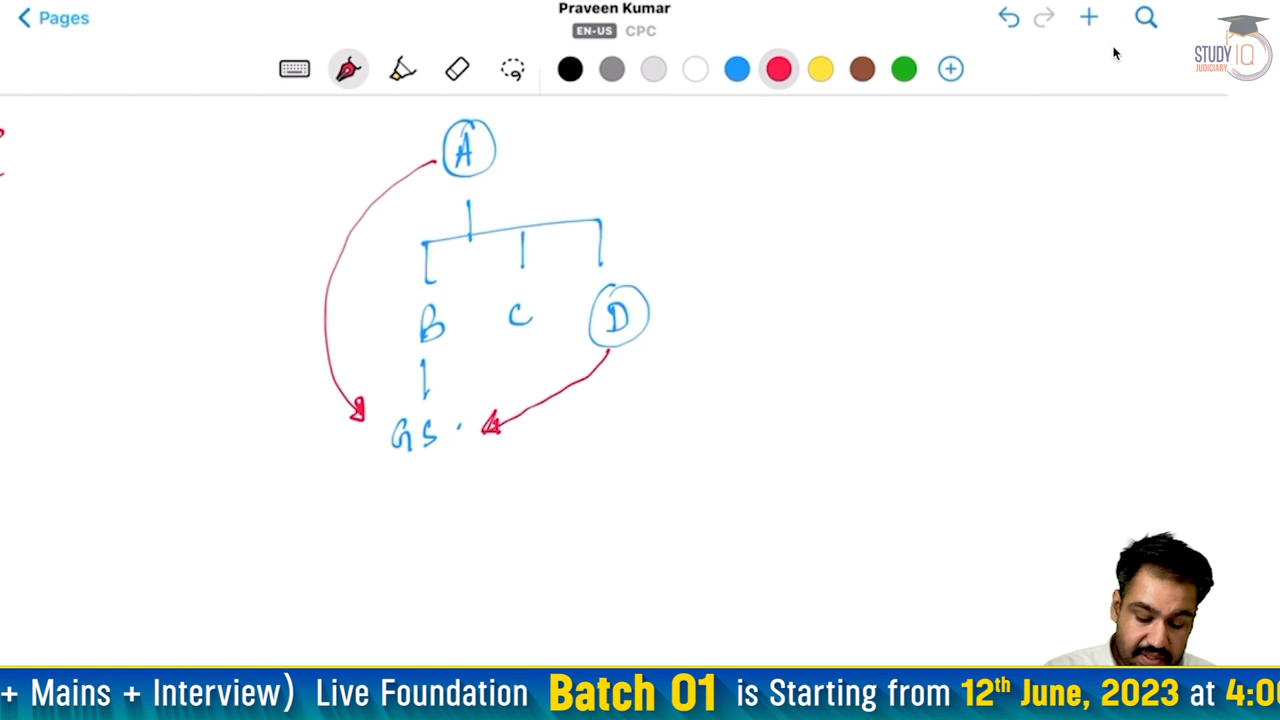 Pages
Praveen Kumar
EN-US CPC
STUDY IQ
JUDICIARY
A
B C D
GS
+ Mains + Interview) Live Foundation Batch 01 is Starting from 12th June, 2023 at 4:0